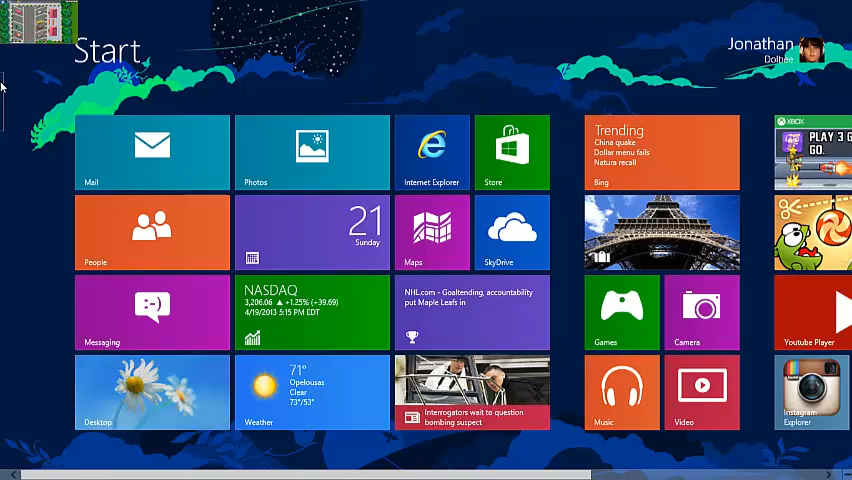 Start
Jonathan
Dolbee
Mail
Photos
Internet Explorer
Store
Trending
China quake
Dollar menu fails
Natura recall
Bing
XBOX
PLAY 3 G
GO.
People
21
Sunday
Maps
SkyDrive
Messaging
NASDAQ
3,206.06 ▲ +1.25% (+39.69)
4/19/2013 5:15 PM EDT
NHL.com - Goaltending, accountability
put Maple Leafs in
Games
Camera
Youtube Player
Desktop
71°
Opelousas
Clear
73°/53°
Weather
Interrogators wait to question
bombing suspect
Music
Video
Instagram
Explorer